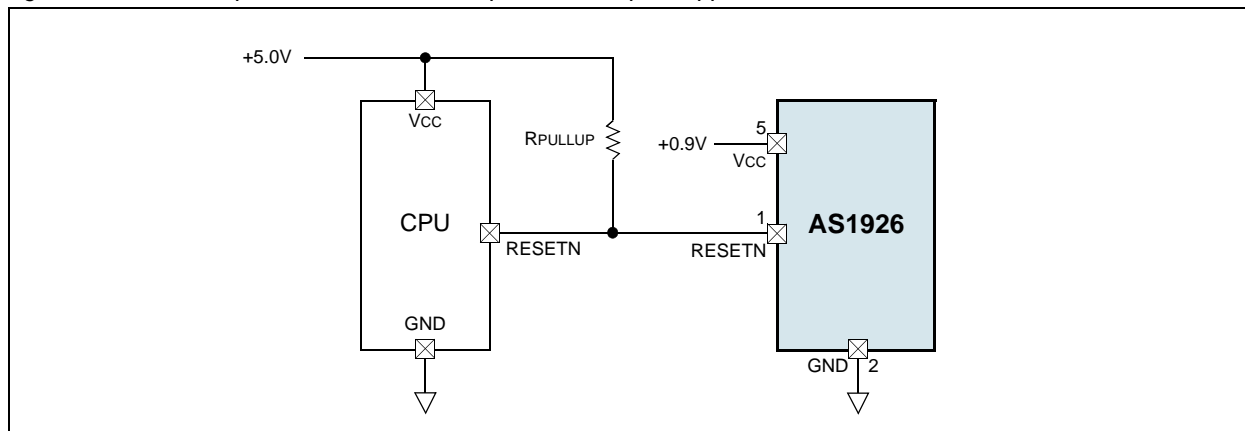 +5.0V
VCC
RPULLUP
+0.9V
5
VCC
CPU
1
AS1926
RESETN
RESETN
GND
GND
2